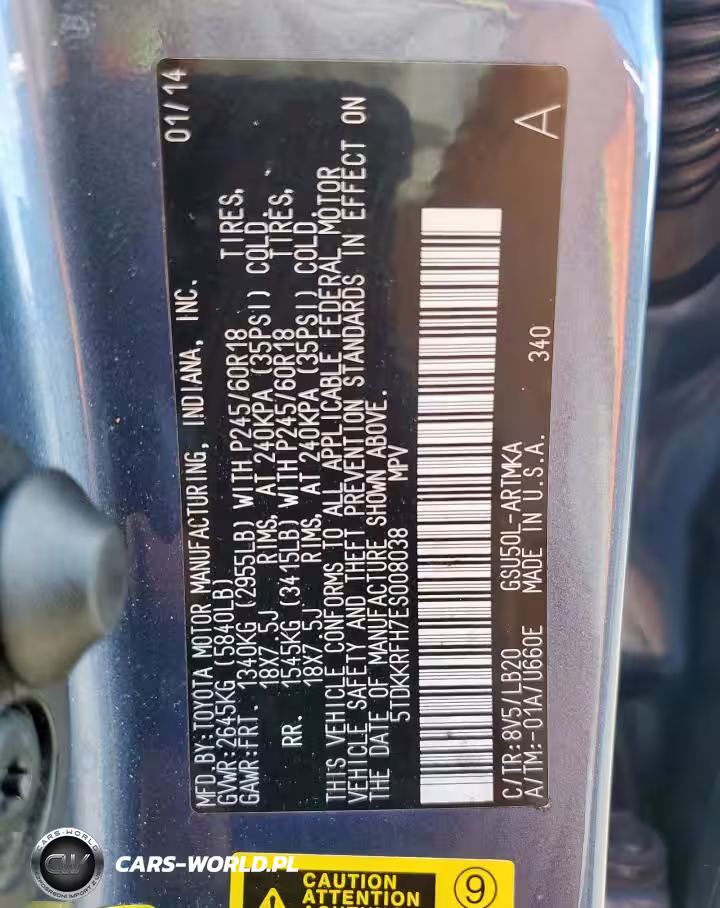 MFD.BY:TOYOTA MOTOR MANUFACTURING, INDIANA, INC. 01/14
GVWR:2645KG (5840LB)
GAWR:FRT. 1340KG (2955LB) WITH P245/60R18 TIRES,
18X7.5J RIMS, AT 240KPA (35PSI) COLD.
RR. 1545KG (3415LB) WITH P245/60R18 TIRES,
18X7.5J RIMS, AT 240KPA (35PSI) COLD
THIS VEHICLE CONFORMS TO ALL APPLICABLE FEDERAL MOTOR
VEHICLE SAFETY AND THEFT PREVENTION STANDARDS IN EFFECT ON
THE DATE OF MANUFACTURE SHOWN ABOVE.
5TDKKRFH7ES008038 MPV
C/TR:8V5/LB20 GSU50L-ARTMKA 340 A
A/TM:-01A/U660E MADE IN U.S.A.
CAUTION
ATTENTION
9
CARS-WORLD
CW
CARS-WORLD.PL